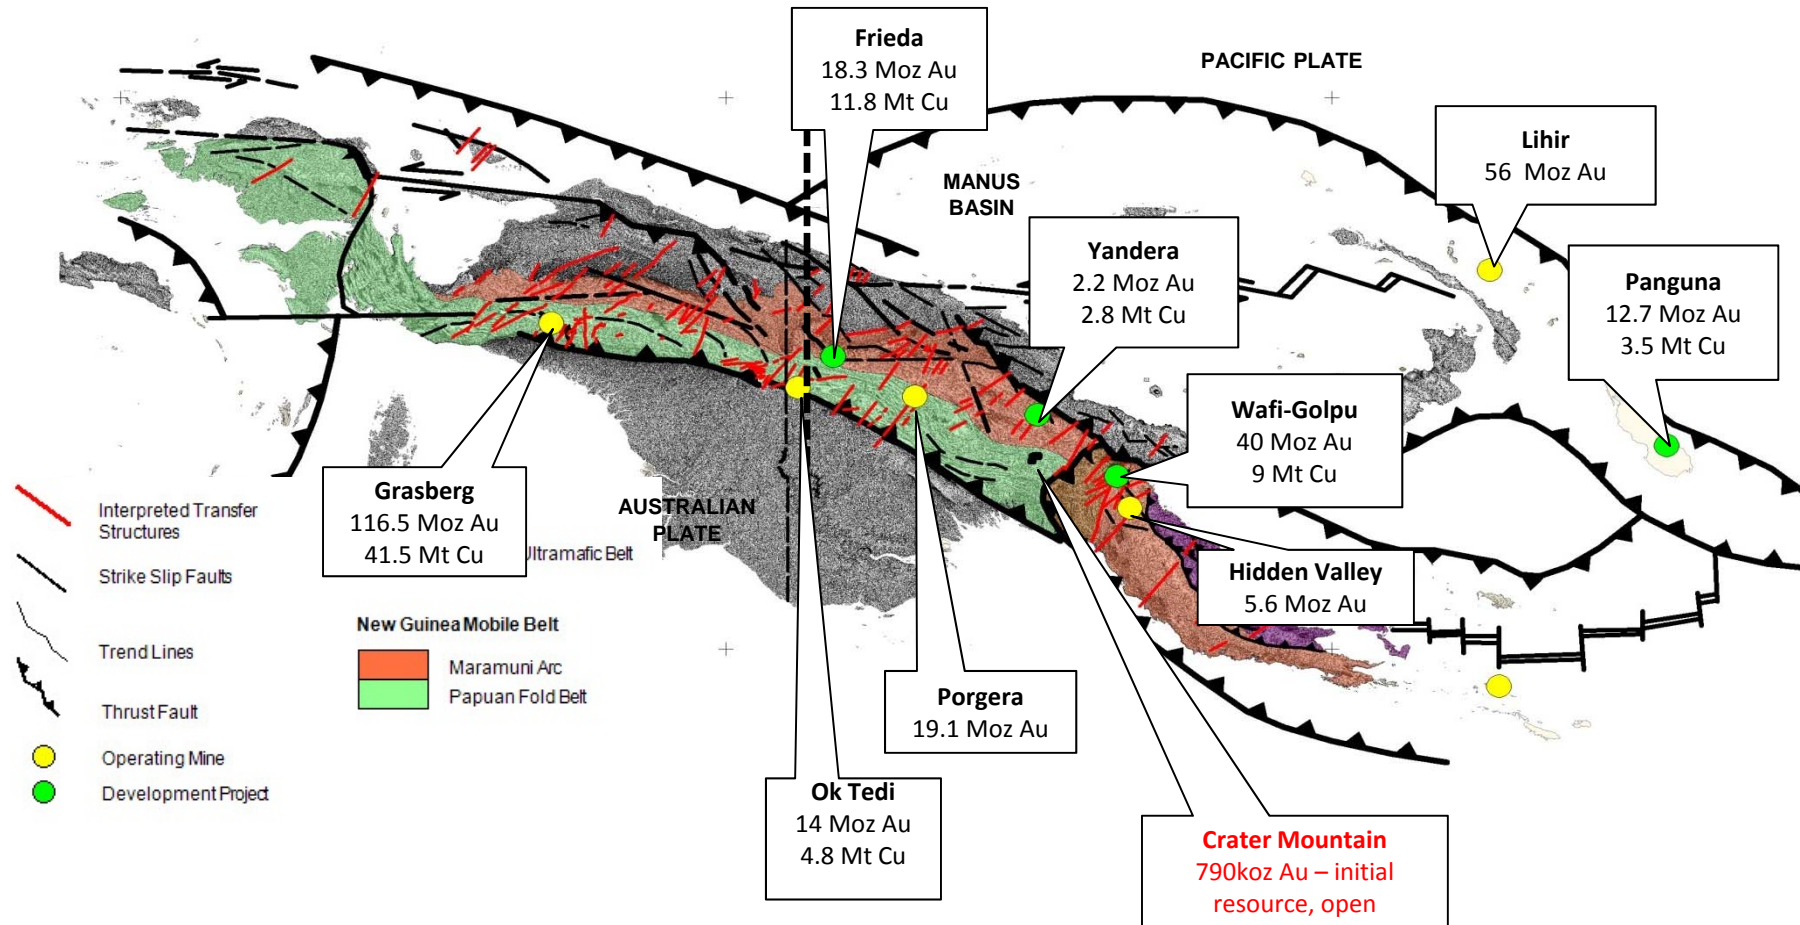 Frieda
18.3 Moz Au
11.8 Mt Cu
PACIFIC PLATE
Lihir
56 Moz Au
MANUS
BASIN
Yandera
2.2 Moz Au
2.8 Mt Cu
Panguna
12.7 Moz Au
3.5 Mt Cu
Wafi-Golpu
40 Moz Au
9 Mt Cu
Grasberg
116.5 Moz Au
41.5 Mt Cu
AUSTRALIAN
PLATE
Ultramafic Belt
Hidden Valley
5.6 Moz Au
Interpreted Transfer
Structures
Strike Slip Faults
Trend Lines
Thrust Fault
Operating Mine
Development Project
New Guinea Mobile Belt
Maramuni Arc
Papuan Fold Belt
Porgera
19.1 Moz Au
Ok Tedi
14 Moz Au
4.8 Mt Cu
Crater Mountain
790koz Au – initial
resource, open